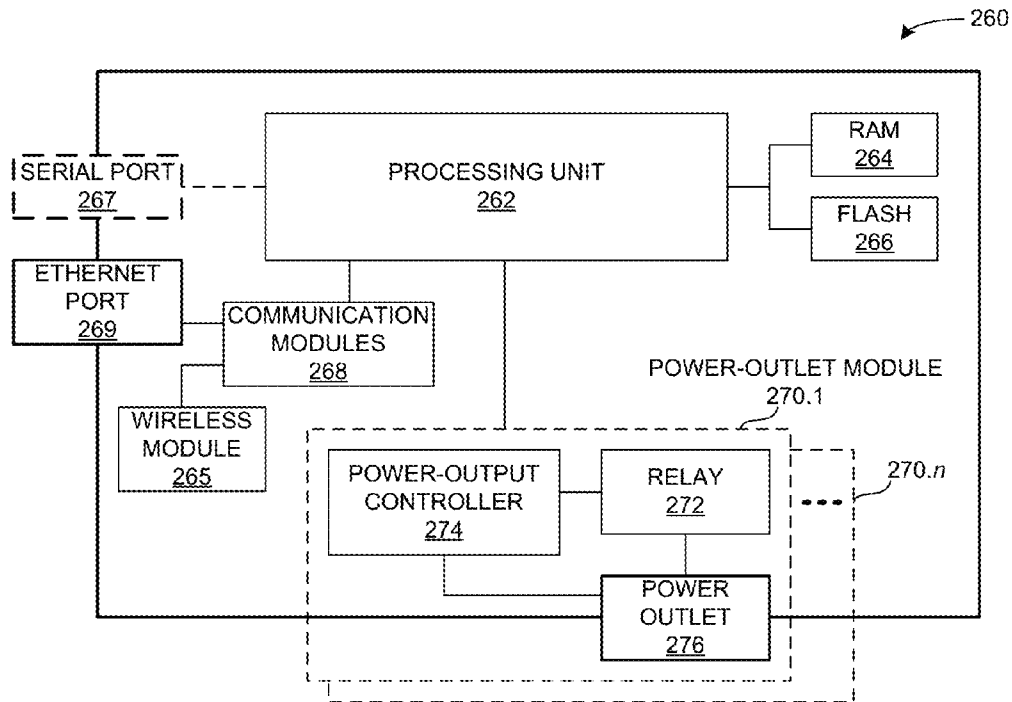 260
SERIAL PORT
267
PROCESSING UNIT
262
RAM
264
FLASH
266
ETHERNET
PORT
269
COMMUNICATION
MODULES
268
WIRELESS
MODULE
265
POWER-OUTLET MODULE
270.1
POWER-OUTPUT
CONTROLLER
274
RELAY
272
270.n
POWER
OUTLET
276